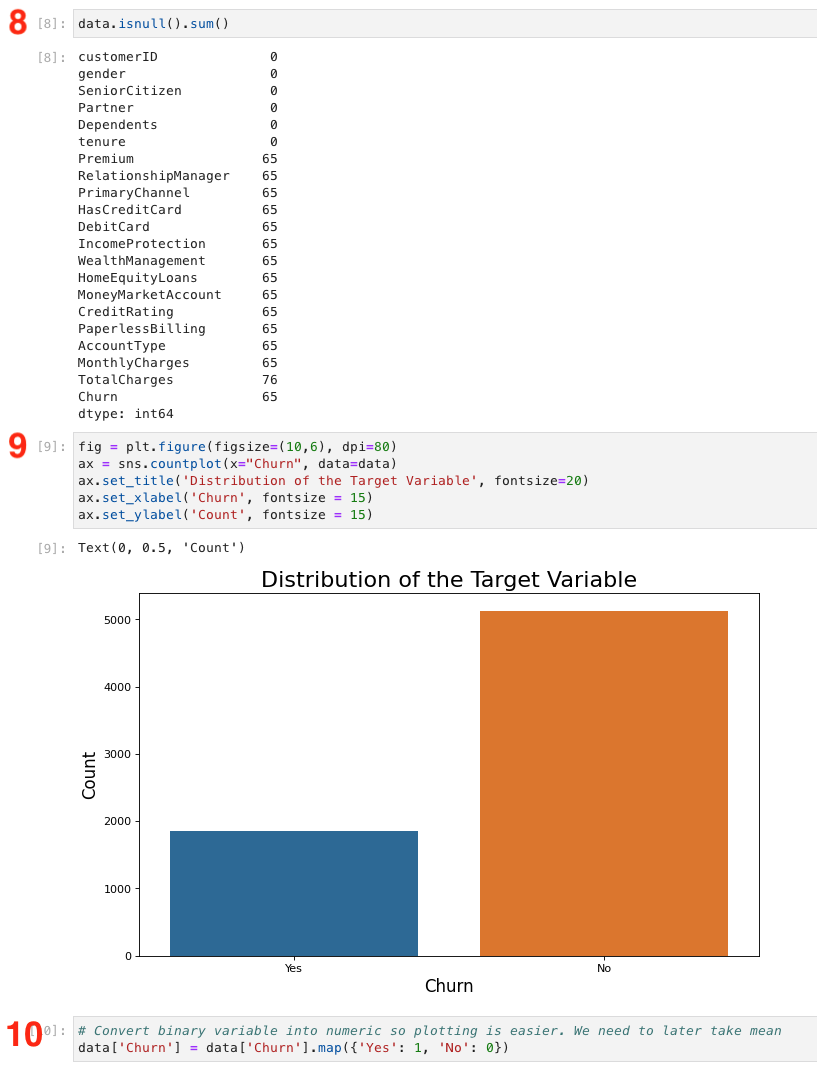 8 [8]: data.isnull().sum()
[8]: customerID 0
gender 0
SeniorCitizen 0
Partner 0
Dependents 0
tenure 0
Premium 65
RelationshipManager 65
PrimaryChannel 65
HasCreditCard 65
DebitCard 65
IncomeProtection 65
WealthManagement 65
HomeEquityLoans 65
MoneyMarketAccount 65
CreditRating 65
PaperlessBilling 65
AccountType 65
MonthlyCharges 65
TotalCharges 76
Churn 65
dtype: int64
9 [9]: fig = plt.figure(figsize=(10,6), dpi=80)
ax = sns.countplot(x="Churn", data=data)
ax.set_title('Distribution of the Target Variable', fontsize=20)
ax.set_xlabel('Churn', fontsize = 15)
ax.set_ylabel('Count', fontsize = 15)
[9]: Text(0, 0.5, 'Count')
Distribution of the Target Variable
5000
4000
3000
Count
2000
1000
0
Yes No
Churn
10 0]: # Convert binary variable into numeric so plotting is easier. We need to later take mean
data['Churn'] = data['Churn'].map({'Yes': 1, 'No': 0})